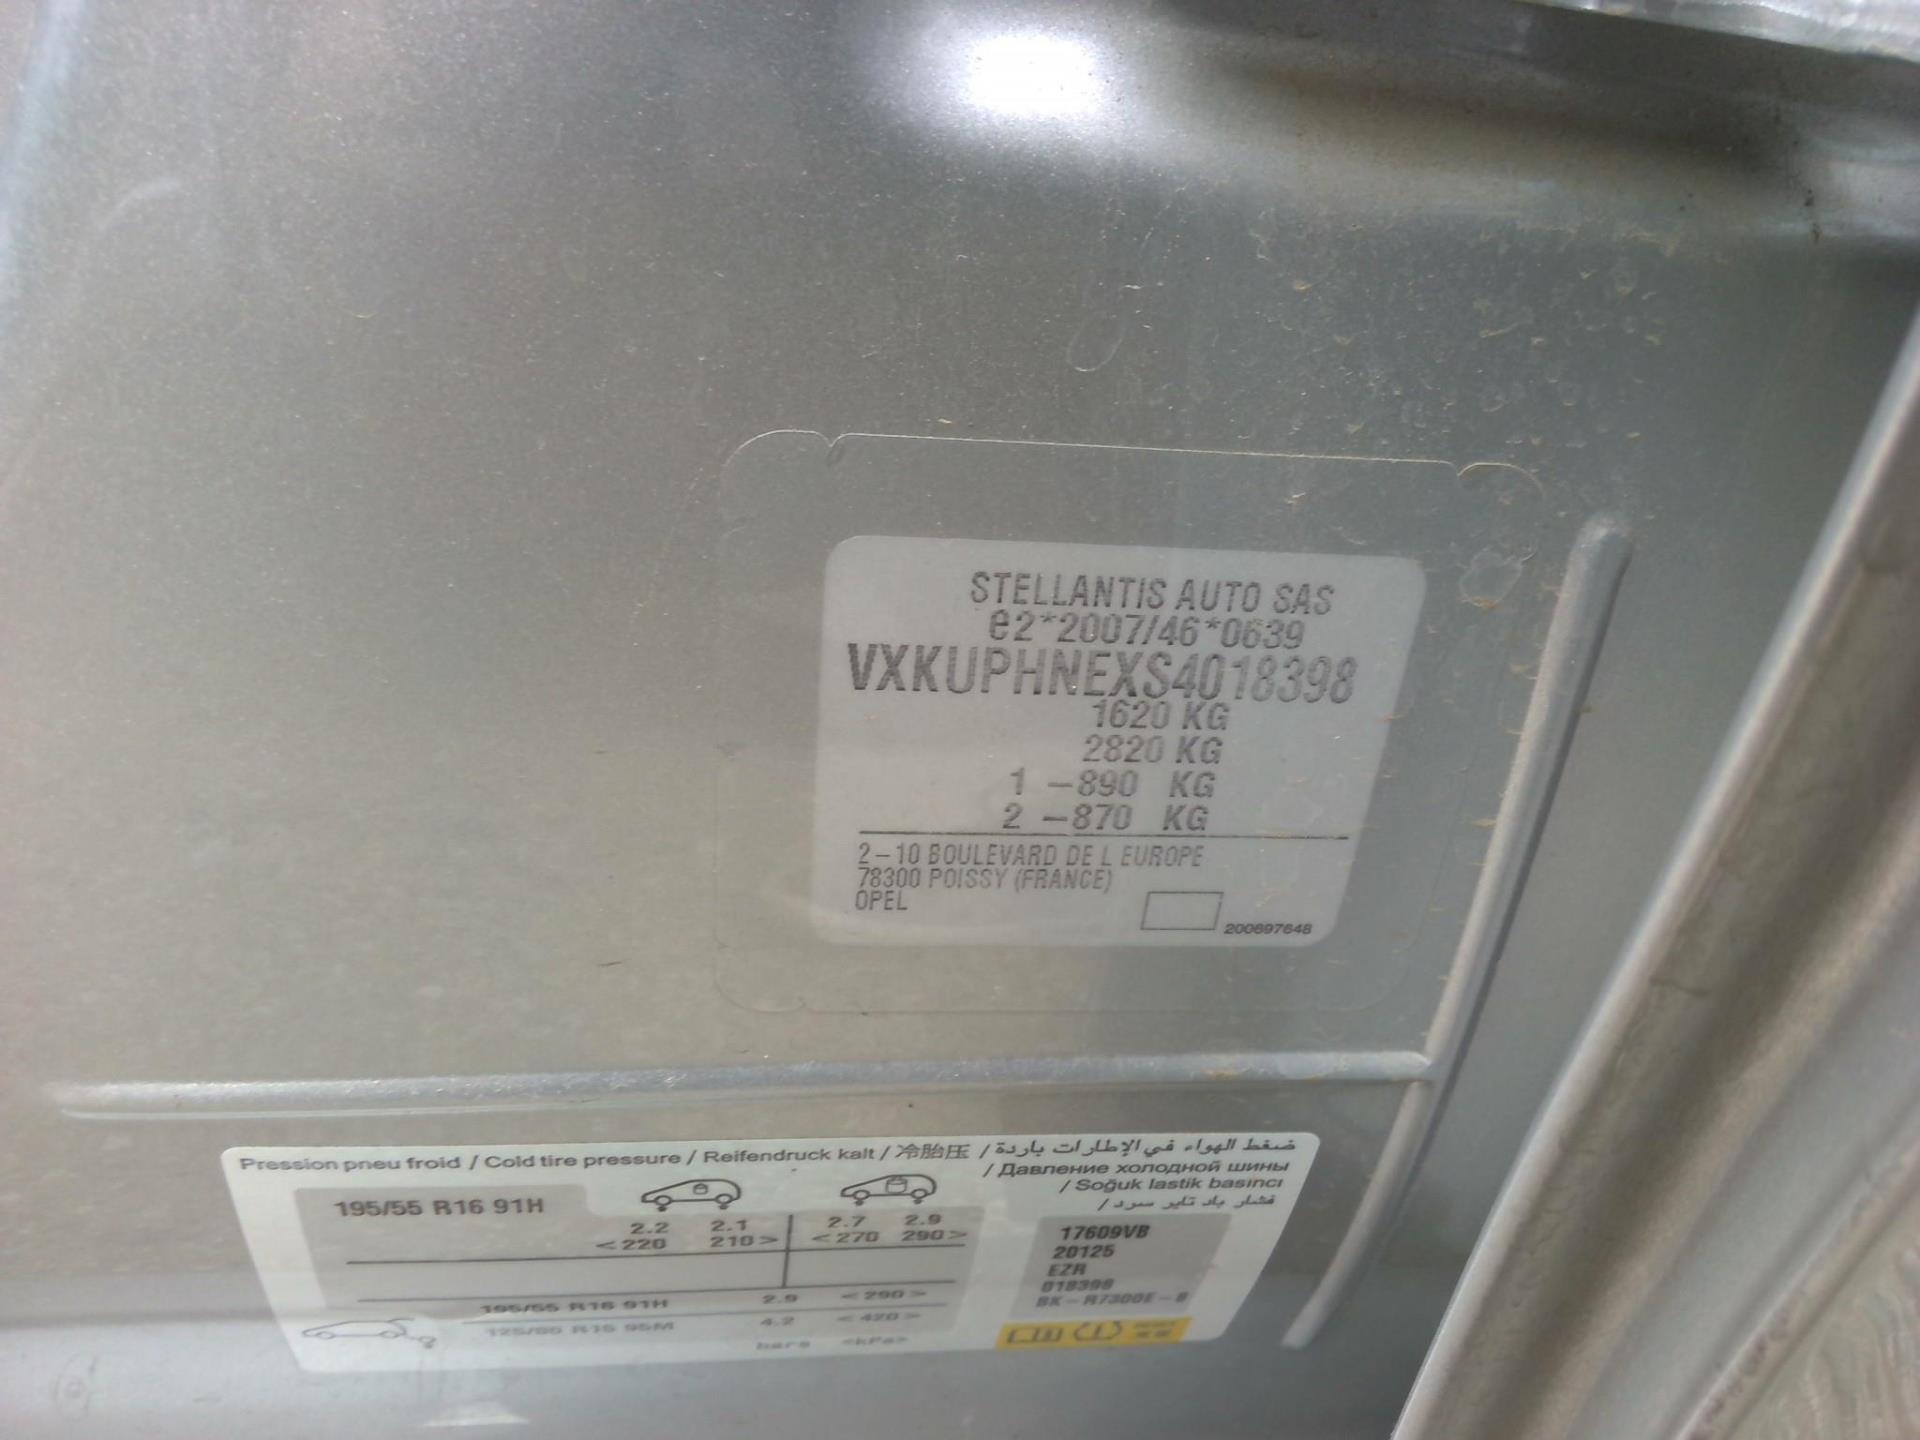 STELLANTIS AUTO SAS
e2*2007/46*0639
VXKUPHNEXS4018398
1620 KG
2820 KG
1 -890 KG
2 -870 KG
2-10 BOULEVARD DE L EUROPE
78300 POISSY (FRANCE)
OPEL
200697648
Pression pneu froid / Cold tire pressure / Reifendruck kalt / 冷胎压 / ضغط الهواء في الإطارات باردة
/ Давление холодной шины
/ Soğuk lastik basıncı
/ فشار باد تایر سرد
195/55 R16 91H
2.2 2.1 2.7 2.9
<220 210> <270 290>
195/55 R16 91H 2.9 <290>
4.2 <420>
bars <kPa>
17609VB
20125
EZR
018398